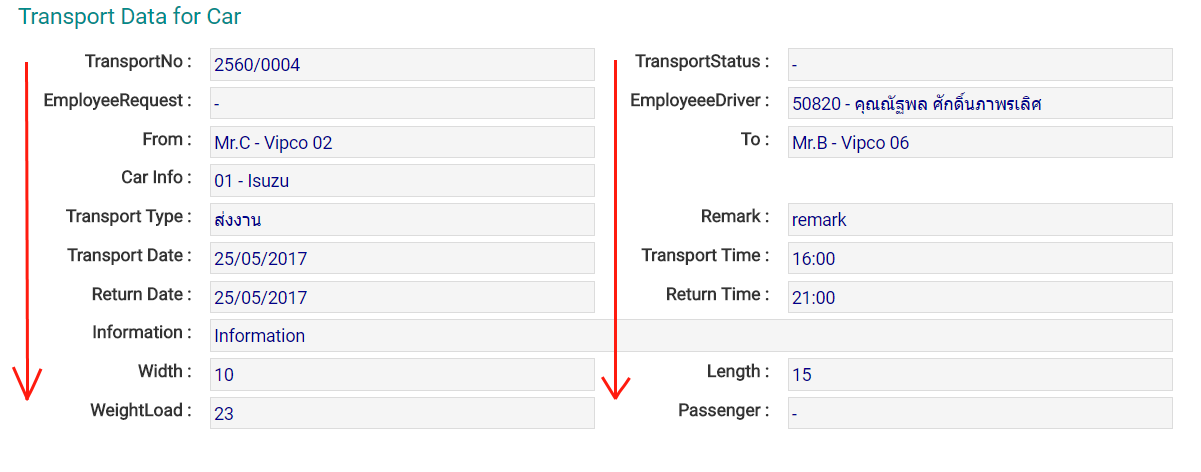 Transport Data for Car
TransportNo : 2560/0004 TransportStatus : -
EmployeeRequest : - EmployeeeDriver : 50820 - คุณณัฐพล ศักดิ์นภาพรเลิศ
From : Mr.C - Vipco 02 To : Mr.B - Vipco 06
Car Info : 01 - Isuzu
Transport Type : ส่งงาน Remark : remark
Transport Date : 25/05/2017 Transport Time : 16:00
Return Date : 25/05/2017 Return Time : 21:00
Information : Information
Width : 10 Length : 15
WeightLoad : 23 Passenger : -